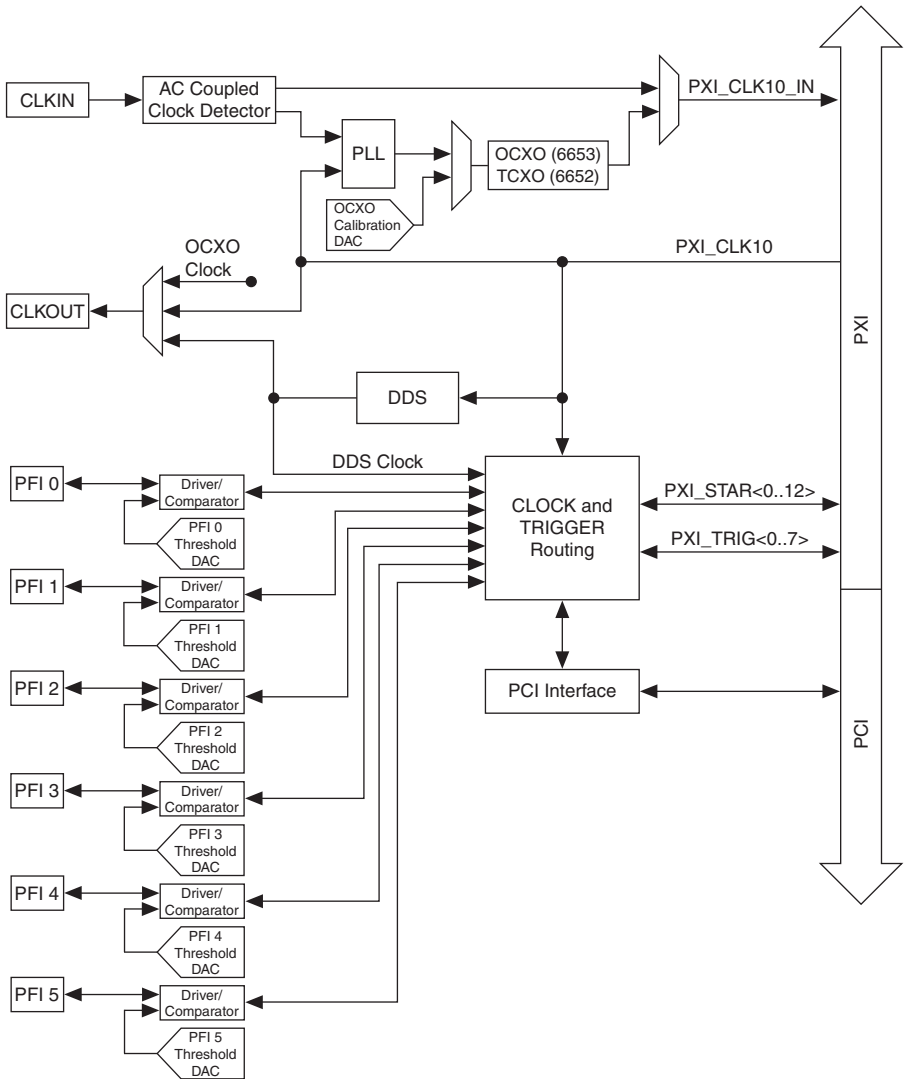 CLKIN
AC Coupled
Clock Detector
PXI_CLK10_IN
PLL
OCXO (6653)
TCXO (6652)
OCXO
Calibration
DAC
OCXO
Clock
PXI_CLK10
CLKOUT
PXI
DDS
DDS Clock
CLOCK and
TRIGGER
Routing
PXI_STAR<0..12>
PXI_TRIG<0..7>
PFI 0
Driver/
Comparator
PFI 0
Threshold
DAC
PFI 1
Driver/
Comparator
PFI 1
Threshold
DAC
PCI Interface
PCI
PFI 2
Driver/
Comparator
PFI 2
Threshold
DAC
PFI 3
Driver/
Comparator
PFI 3
Threshold
DAC
PFI 4
Driver/
Comparator
PFI 4
Threshold
DAC
PFI 5
Driver/
Comparator
PFI 5
Threshold
DAC